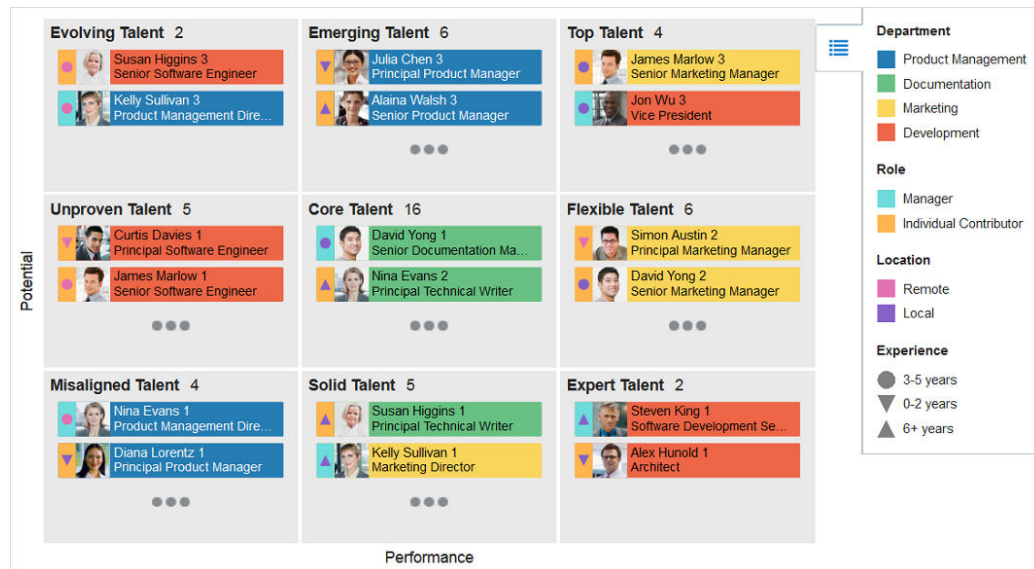 Evolving Talent 2
Susan Higgins 3
Senior Software Engineer
Kelly Sullivan 3
Product Management Dire...
Emerging Talent 6
Julia Chen 3
Principal Product Manager
Alaina Walsh 3
Senior Product Manager
Top Talent 4
James Marlow 3
Senior Marketing Manager
Jon Wu 3
Vice President
Unproven Talent 5
Curtis Davies 1
Principal Software Engineer
James Marlow 1
Senior Software Engineer
Core Talent 16
David Yong 1
Senior Documentation Ma...
Nina Evans 2
Principal Technical Writer
Flexible Talent 6
Simon Austin 2
Principal Marketing Manager
David Yong 2
Senior Marketing Manager
Misaligned Talent 4
Nina Evans 1
Product Management Dire...
Diana Lorentz 1
Principal Product Manager
Solid Talent 5
Susan Higgins 1
Principal Technical Writer
Kelly Sullivan 1
Marketing Director
Expert Talent 2
Steven King 1
Software Development Se...
Alex Hunold 1
Architect
Potential
Performance
Department
Product Management
Documentation
Marketing
Development
Role
Manager
Individual Contributor
Location
Remote
Local
Experience
3-5 years
0-2 years
6+ years